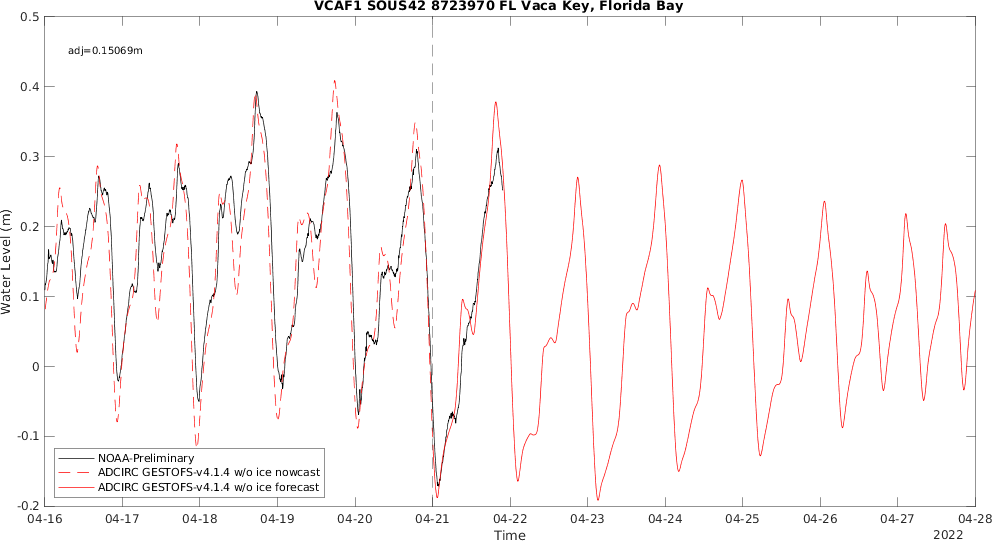 VCAF1 SOUS42 8723970 FL Vaca Key, Florida Bay
adj=0.15069m
Water Level (m)
0.5
0.4
0.3
0.2
0.1
0
-0.1
-0.2
NOAA-Preliminary
ADCIRC GESTOFS-v4.1.4 w/o ice nowcast
ADCIRC GESTOFS-v4.1.4 w/o ice forecast
04-16 04-17 04-18 04-19 04-20 04-21 04-22 04-23 04-24 04-25 04-26 04-27 04-28
Time
2022